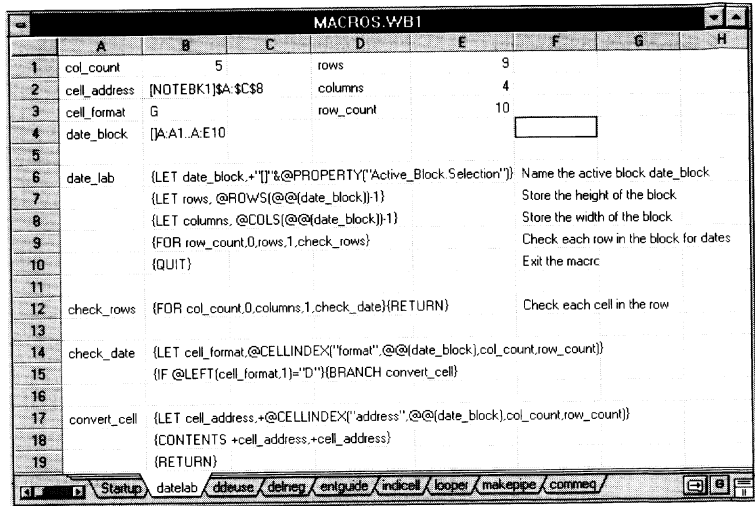 MACROS.WB1
A B C D E F G H
1 col_count 5 rows 9
2 cell_address [NOTEBK1]$A:$C$8 columns 4
3 cell_format G row_count 10
4 date_block []A:A1..A:E10
5
6 date_lab {LET date_block,+"[]"&@PROPERTY("Active_Block.Selection")} Name the active block date_block
7 {LET rows, @ROWS(@@(date_block))-1} Store the height of the block
8 {LET columns, @COLS(@@(date_block))-1} Store the width of the block
9 {FOR row_count,0,rows,1,check_rows} Check each row in the block for dates
10 {QUIT} Exit the macrc
11
12 check_rows {FOR col_count,0,columns,1,check_date}{RETURN} Check each cell in the row
13
14 check_date {LET cell_format,@CELLINDEX("format",@@(date_block),col_count,row_count)}
15 {IF @LEFT(cell_format,1)="D"}{BRANCH convert_cell}
16
17 convert_cell {LET cell_address,+@CELLINDEX("address",@@(date_block),col_count,row_count)}
18 {CONTENTS +cell_address,+cell_address}
19 {RETURN}
Startup datelab ddeuse delneg entguide indicell looper makepipe commeq G